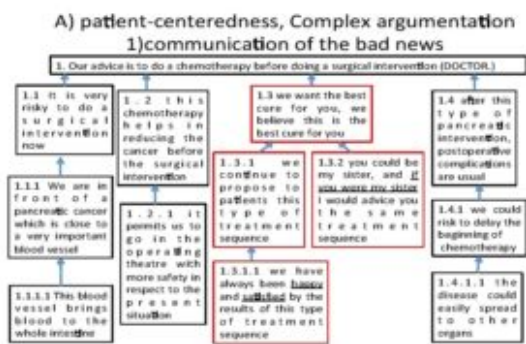 A) patient-centeredness, Complex argumentation
1)communication of the bad news
1. Our advice is to do a chemotherapy before doing a surgical intervention (DOCTOR.)
1.1 It is very
risky to do a
surgical
intervention
now
1.1.1 We are in
front of a
pancreatic cancer
which is close to
a very important
blood vessel
1.1.1.1 This blood
vessel brings
blood to the
whole intestine
1.2 this
chemotherapy
helps in
reducing the
cancer before
the surgical
intervention
1.2.1 it
permits us to
go in the
operating
theatre with
more safety in
respect to the
present
situation
1.3 we want the best
cure for you, we
believe this is the
best cure for you
1.3.1 we
continue to
propose to
patients this
type of
treatment
sequence
1.3.1.1 we have
always been happy
and satisfied by the
results of this type
of treatment
sequence
1.3.2 you could be
my sister, and if
you were my sister
I would advice you
the same
treatment
sequence
1.4 after this
type of
pancreatic
intervention,
postoperative
complications
are usual
1.4.1 we could
risk to delay the
beginning of
chemotherapy
1.4.1.1 the
disease could
easily spread to
other organs